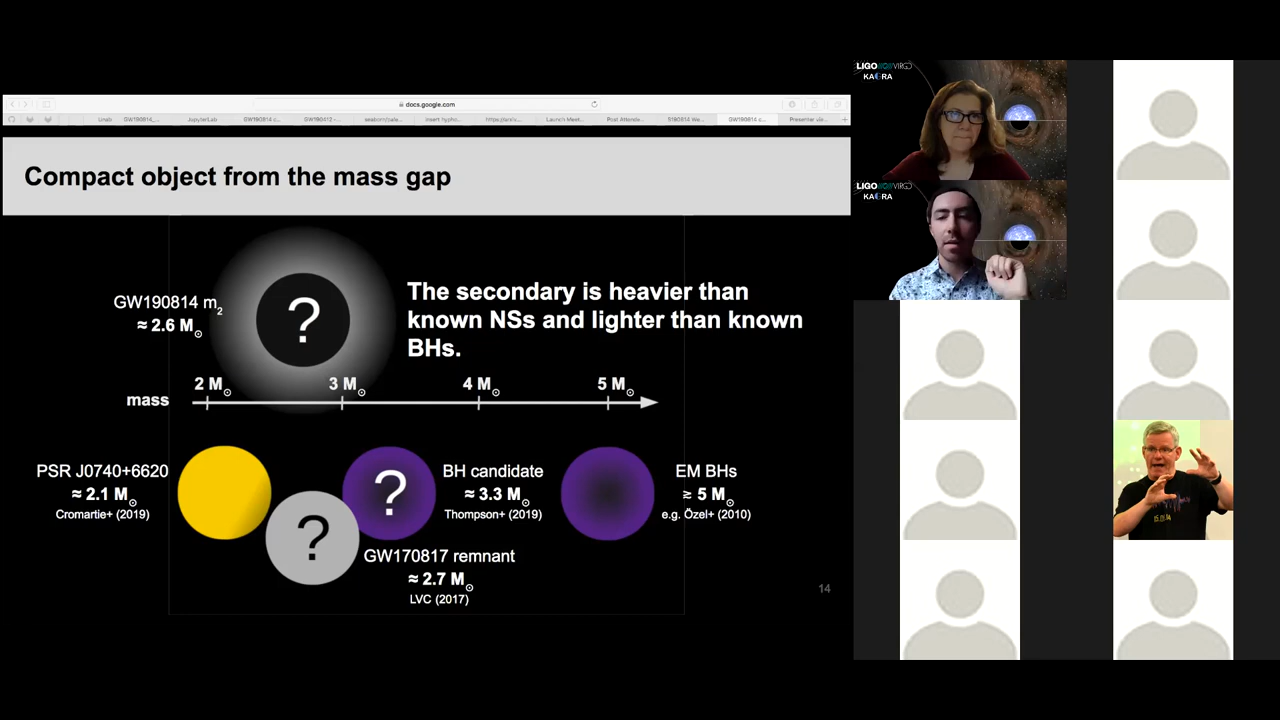 docs.google.com
JupyterLab
Compact object from the mass gap
GW190814 m₂
≈ 2.6 M☉
The secondary is heavier than
known NSs and lighter than known
BHs.
2 M☉ 3 M☉ 4 M☉ 5 M☉
mass
PSR J0740+6620
≈ 2.1 M☉
Cromartie+ (2019)
BH candidate
≈ 3.3 M☉
Thompson+ (2019)
EM BHs
≥ 5 M☉
e.g. Özel+ (2010)
GW170817 remnant
≈ 2.7 M☉
LVC (2017)
14
LIGO VIRGO
KAGRA
LIGO VIRGO
KAGRA